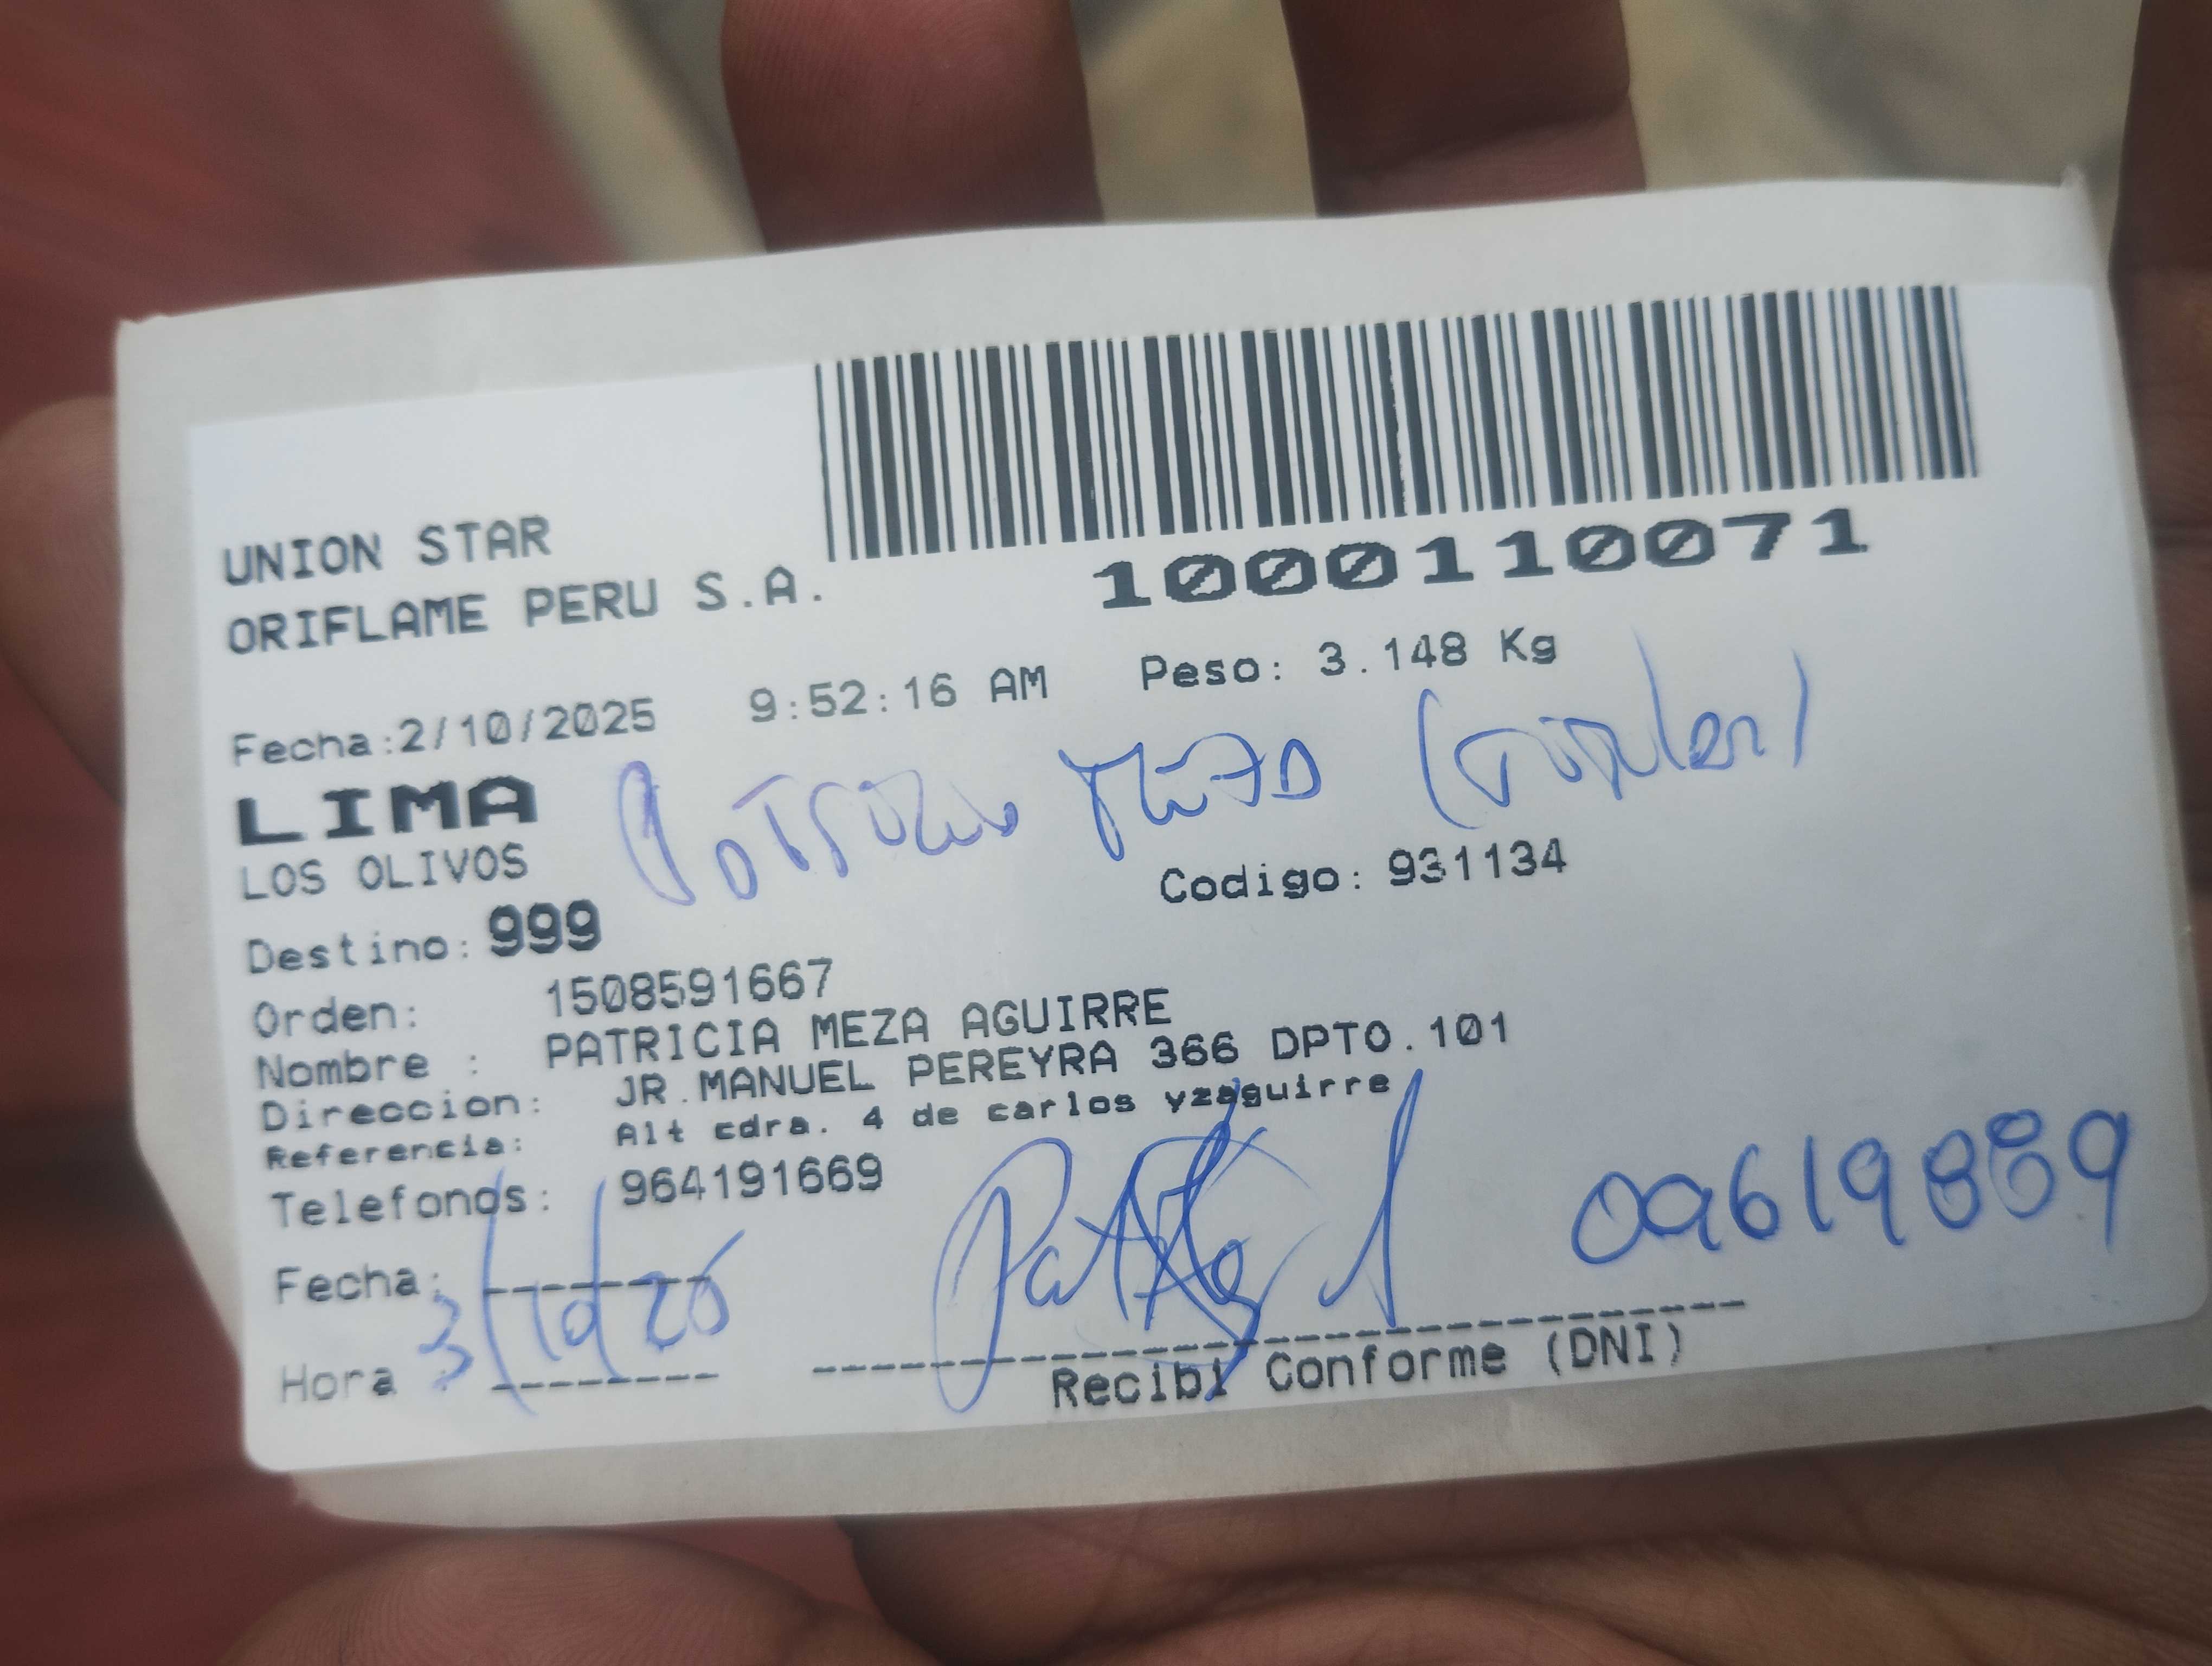 UNION STAR
ORIFLAME PERU S.A.
1000110071
Fecha:2/10/2025 9:52:16 AM Peso: 3.148 Kg
LIMA
LOS OLIVOS
Codigo: 931134
Destino: 999
Orden: 1508591667
Nombre : PATRICIA MEZA AGUIRRE
Direccion: JR.MANUEL PEREYRA 366 DPTO.101
Referencia: Alt cdra. 4 de carlos yzaguirre
Telefonos: 964191669
Fecha:
3/10/25
Hora :
Recibi Conforme (DNI)